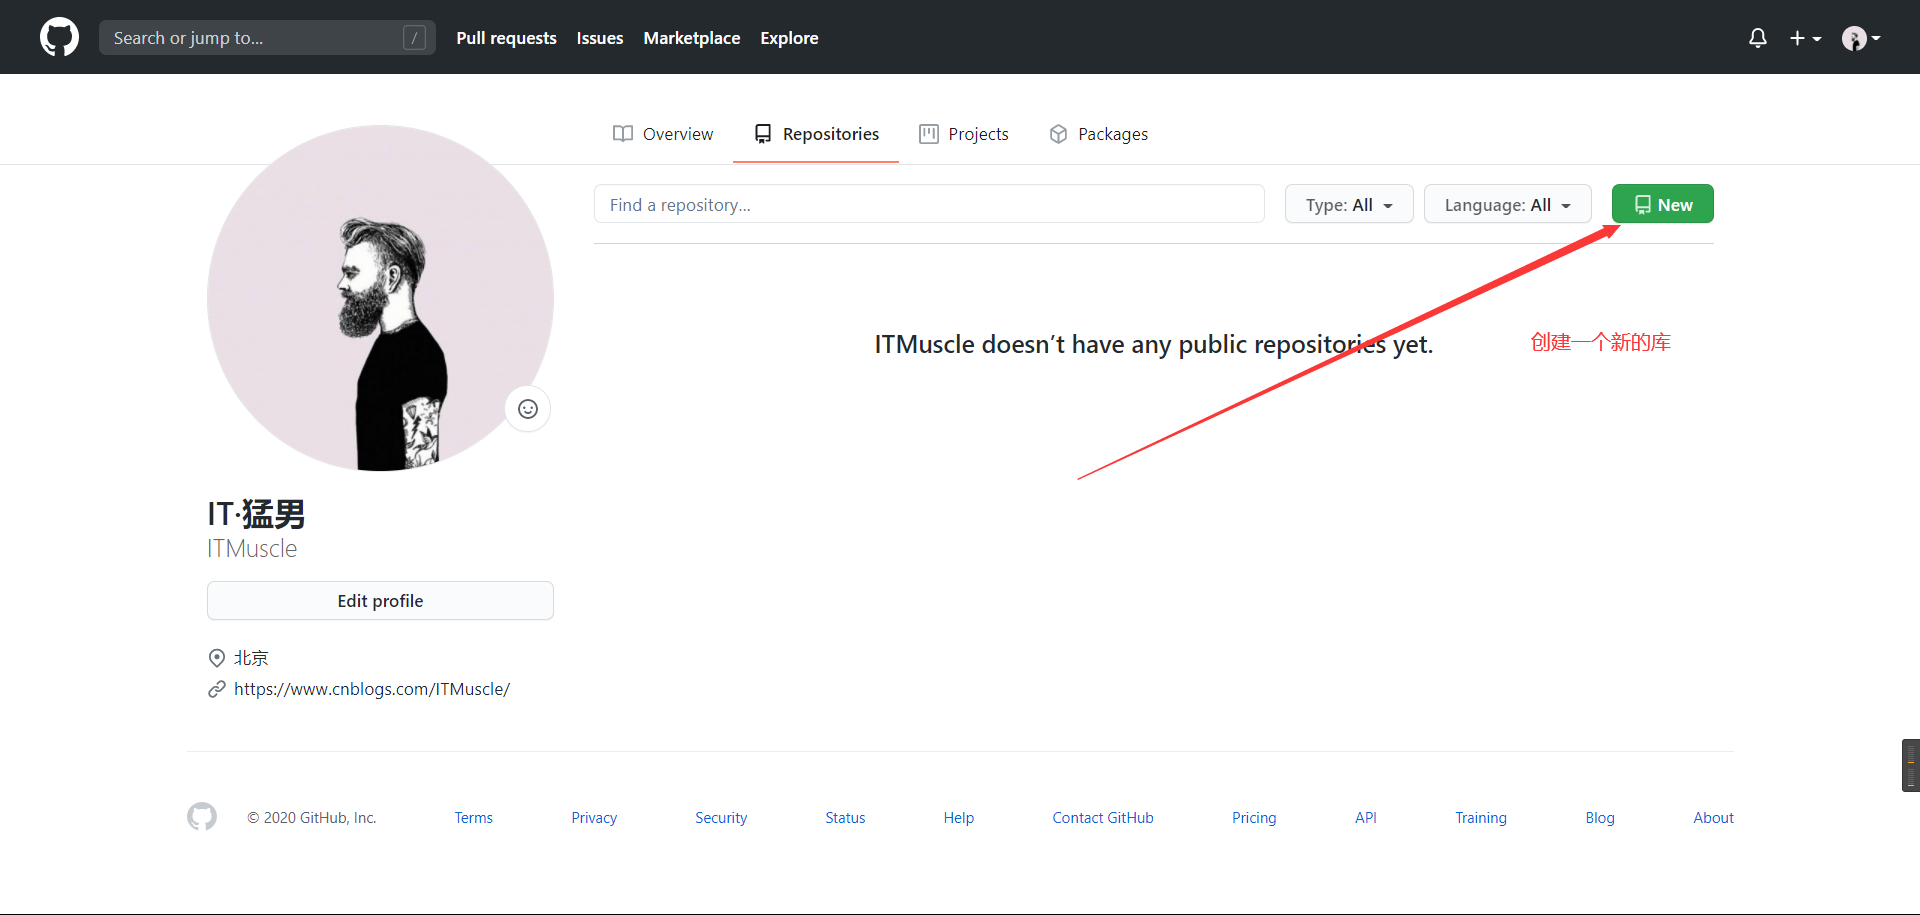 Search or jump to... /
Pull requests
Issues
Marketplace
Explore
Overview
Repositories
Projects
Packages
Find a repository...
Type: All
Language: All
New
ITMuscle doesn’t have any public repositories yet.
创建一个新的库
IT·猛男
ITMuscle
Edit profile
北京
https://www.cnblogs.com/ITMuscle/
© 2020 GitHub, Inc.
Terms
Privacy
Security
Status
Help
Contact GitHub
Pricing
API
Training
Blog
About